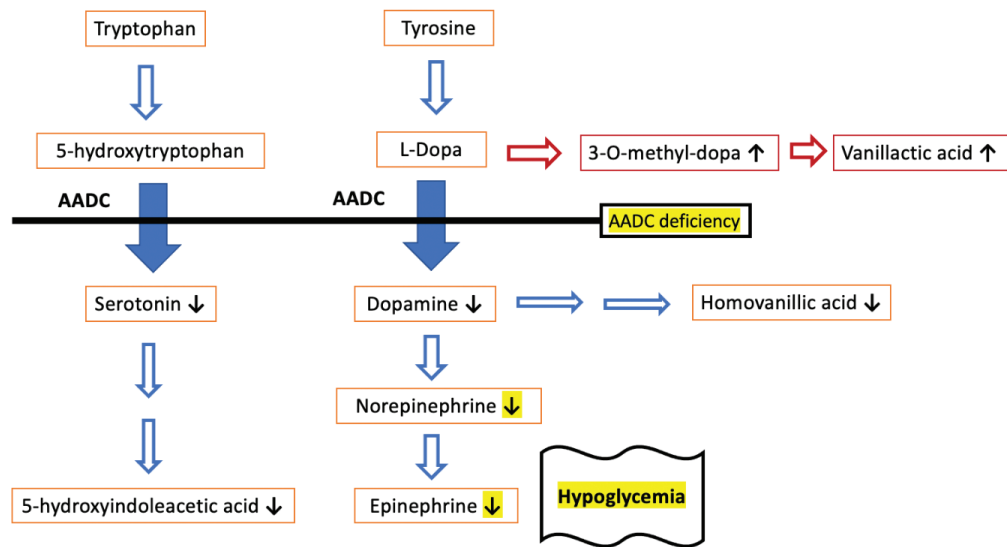 Tryptophan
Tyrosine
5-hydroxytryptophan
L-Dopa
3-O-methyl-dopa ↑
Vanillactic acid ↑
AADC
AADC
AADC deficiency
Serotonin ↓
Dopamine ↓
Homovanillic acid ↓
Norepinephrine ↓
5-hydroxyindoleacetic acid ↓
Epinephrine ↓
Hypoglycemia